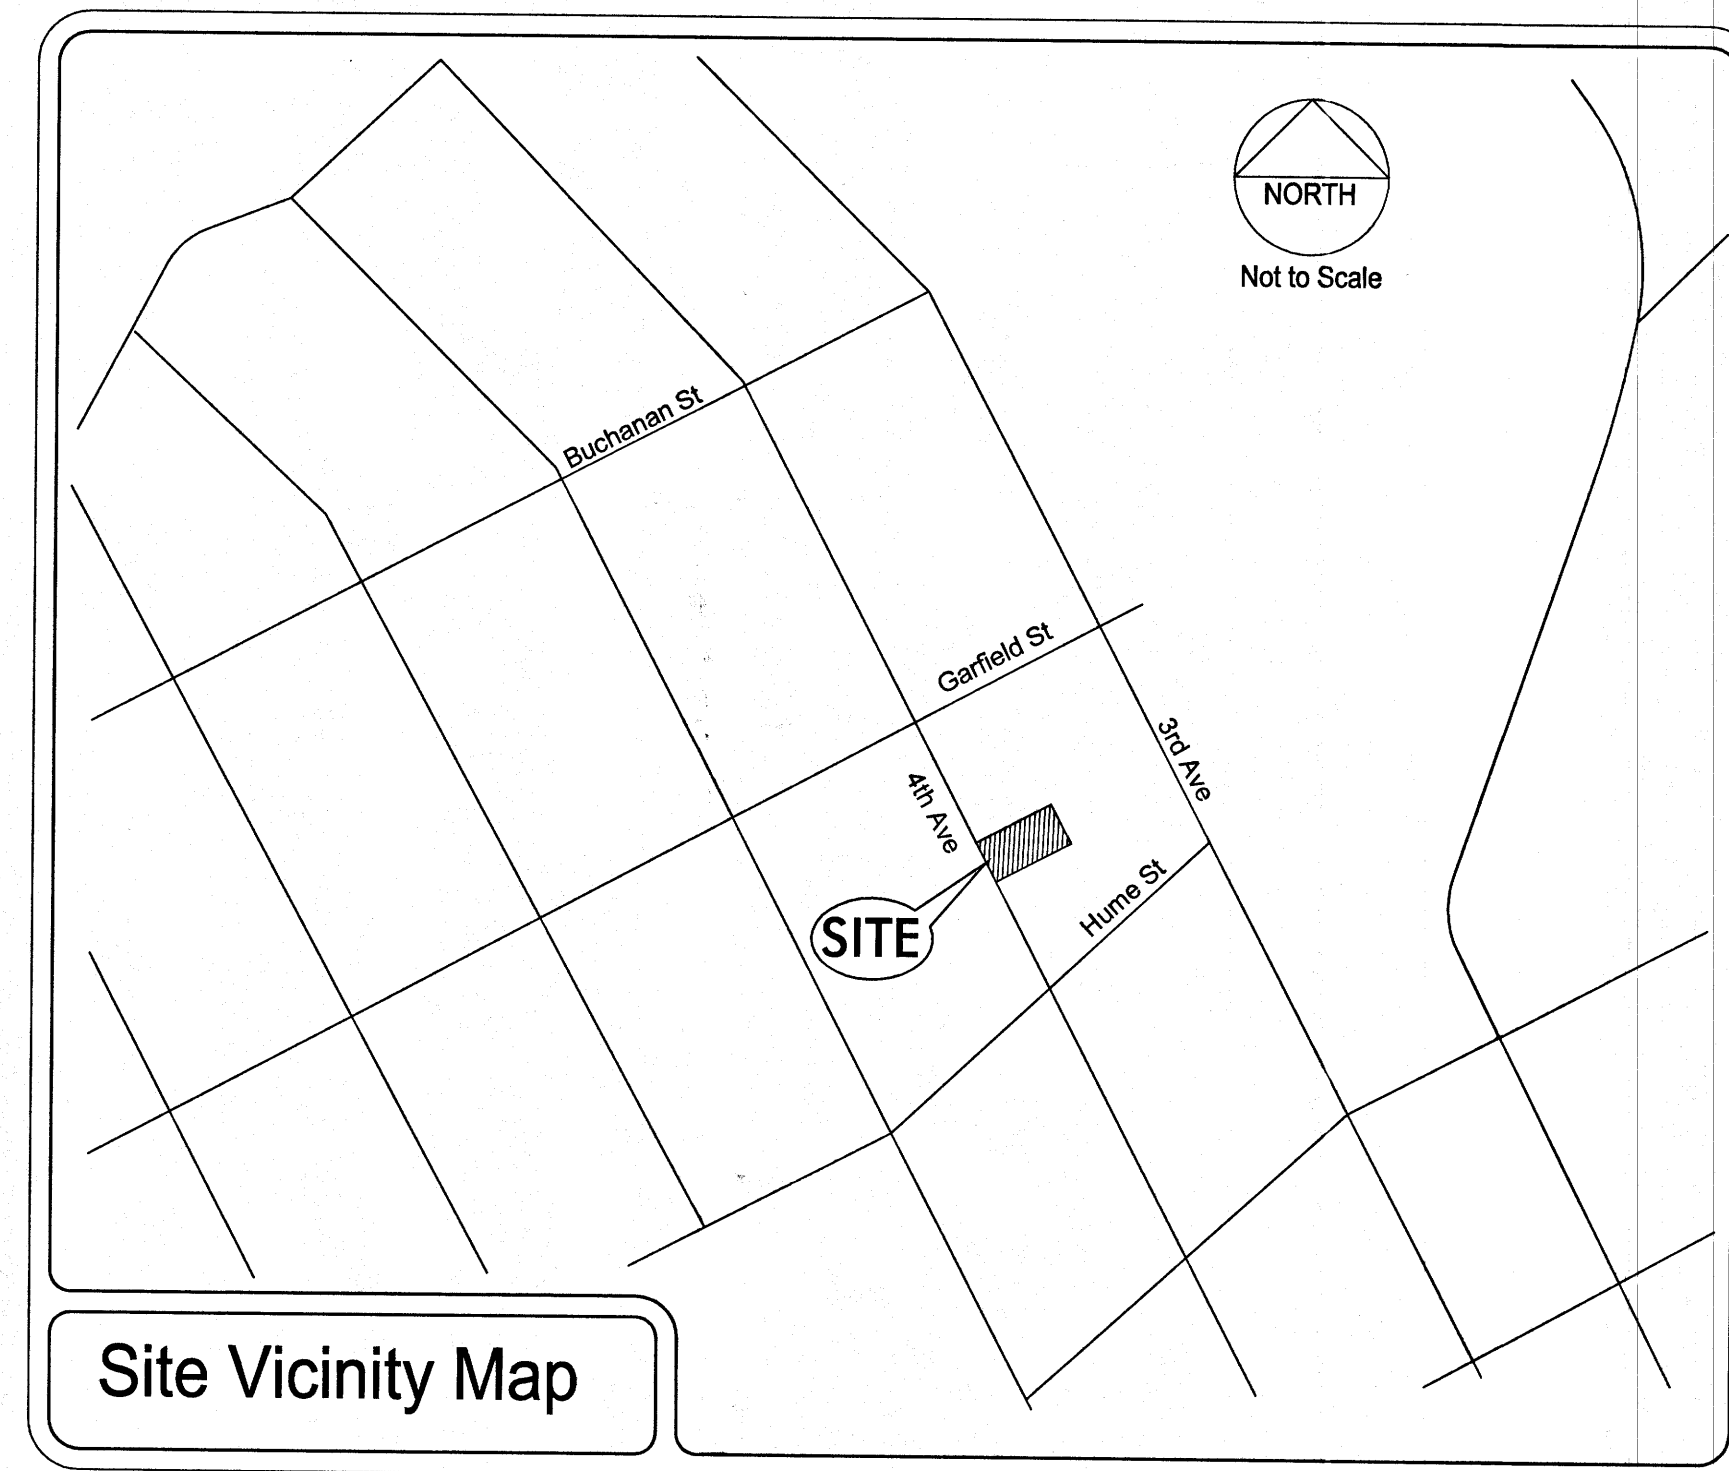 NORTH
Not to Scale
Buchanan St
Garfield St
3rd Ave
4th Ave
Hume St
SITE
Site Vicinity Map